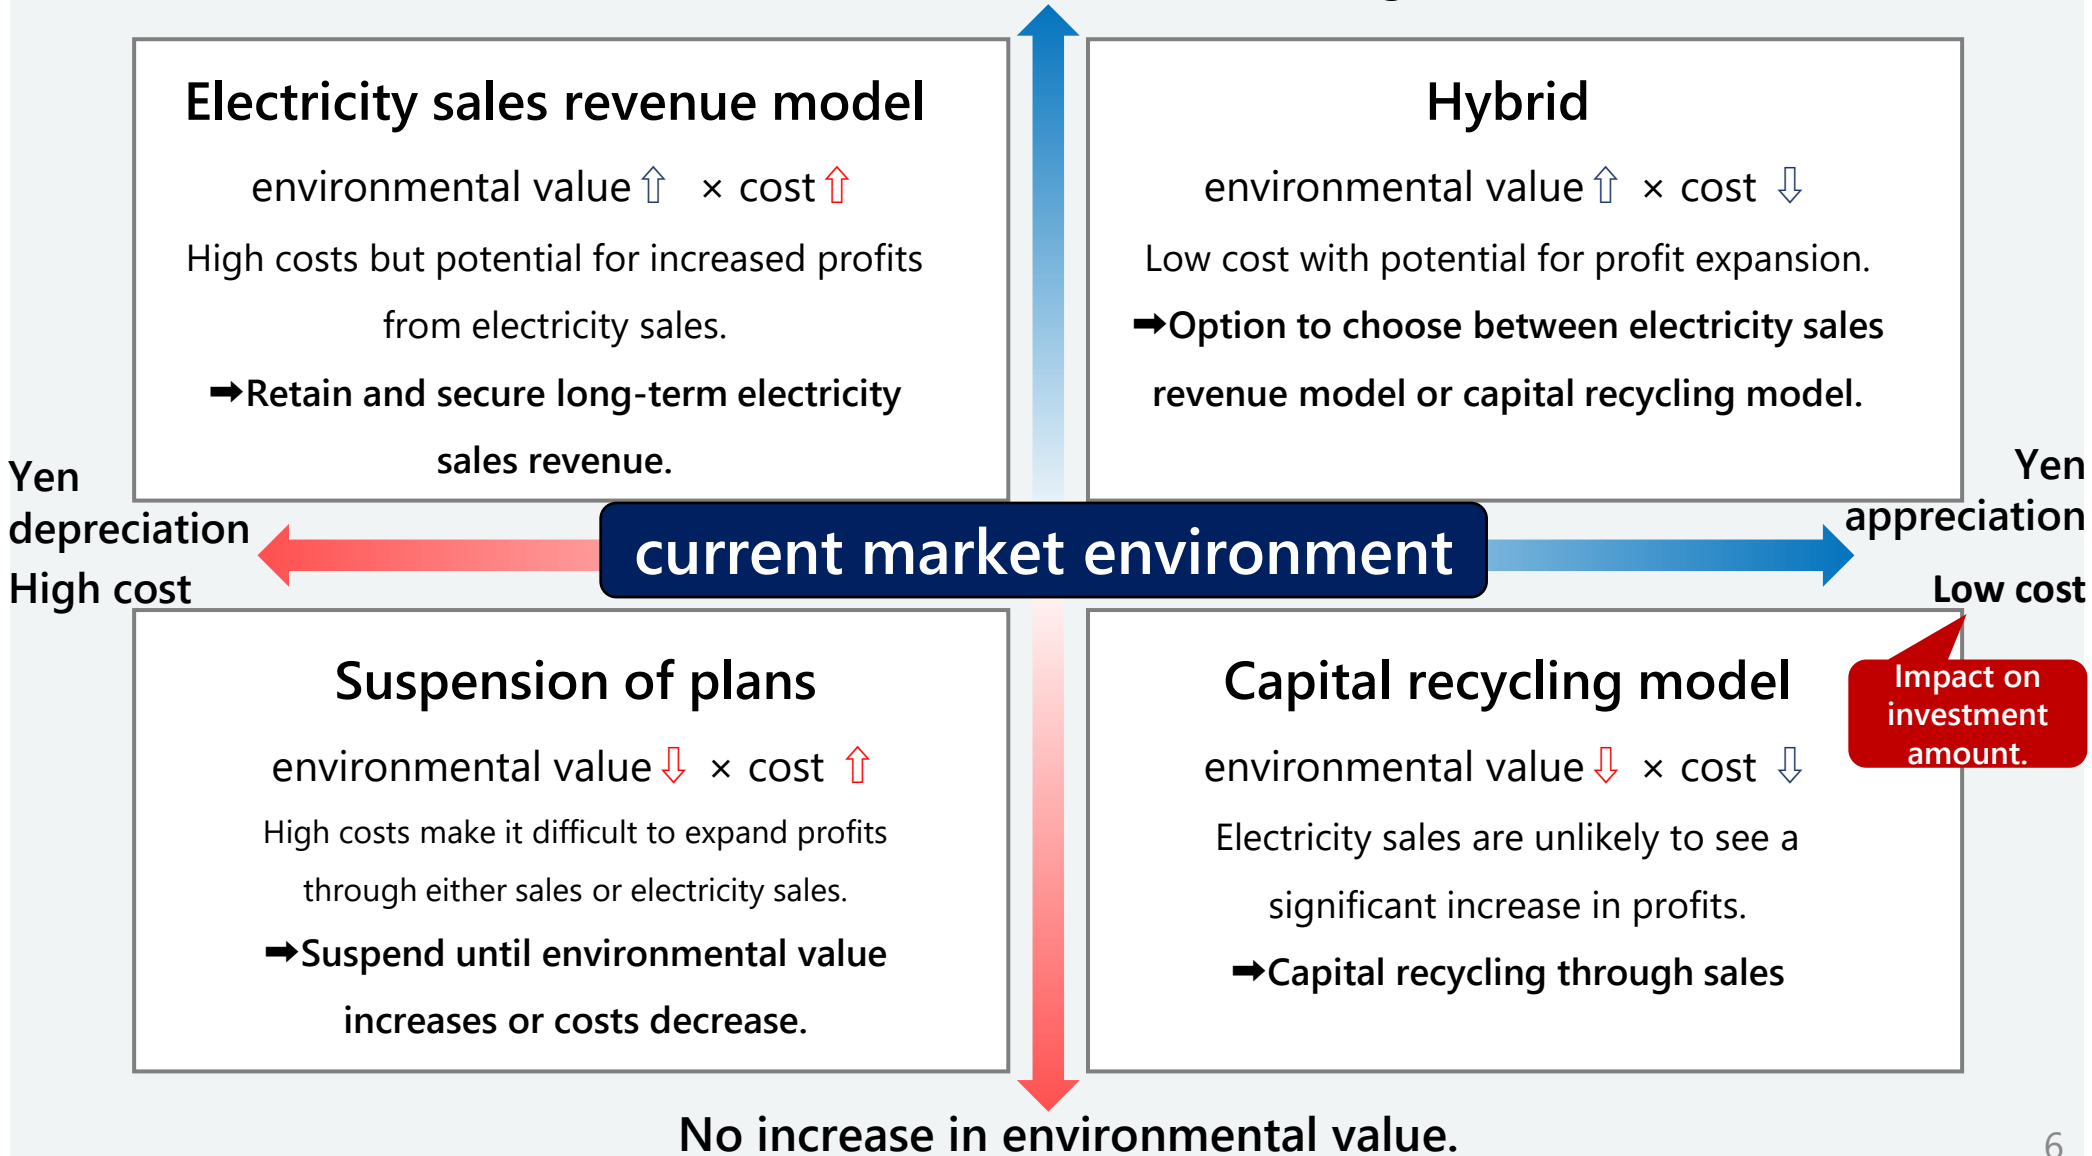 Electricity sales revenue model
environmental value ⇧ × cost ⇧
High costs but potential for increased profits
from electricity sales.
➡Retain and secure long-term electricity
sales revenue.
Hybrid
environmental value ⇧ × cost ⇩
Low cost with potential for profit expansion.
➡Option to choose between electricity sales
revenue model or capital recycling model.
Yen
depreciation
High cost
current market environment
Yen
appreciation
Low cost
Suspension of plans
environmental value ⇩ × cost ⇧
High costs make it difficult to expand profits
through either sales or electricity sales.
➡Suspend until environmental value
increases or costs decrease.
Capital recycling model
environmental value ⇩ × cost ⇩
Electricity sales are unlikely to see a
significant increase in profits.
➡Capital recycling through sales
Impact on
investment
amount.
No increase in environmental value.
6